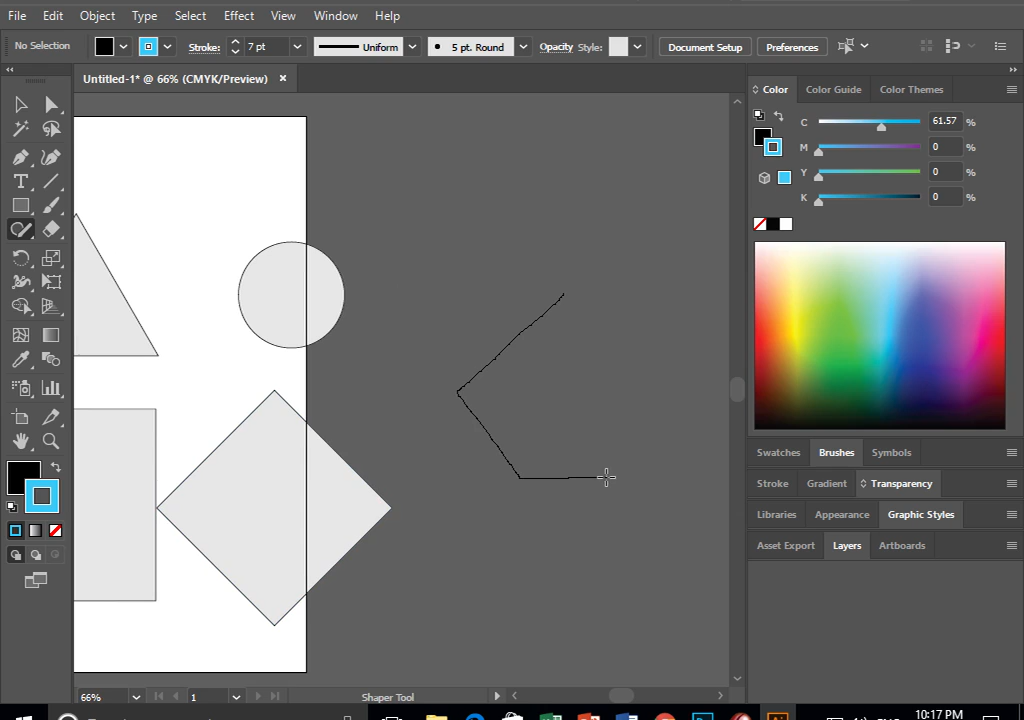 File Edit Object Type Select Effect View Window Help
No Selection Stroke: 7 pt Uniform 5 pt. Round Opacity Style: Document Setup Preferences
Untitled-1* @ 66% (CMYK/Preview) ×
Color Color Guide Color Themes
C 61.57 %
M 0 %
Y 0 %
K 0 %
T
Swatches Brushes Symbols
Stroke Gradient Transparency
Libraries Appearance Graphic Styles
Asset Export Layers Artboards
66% 1 Shaper Tool
10:17 PM